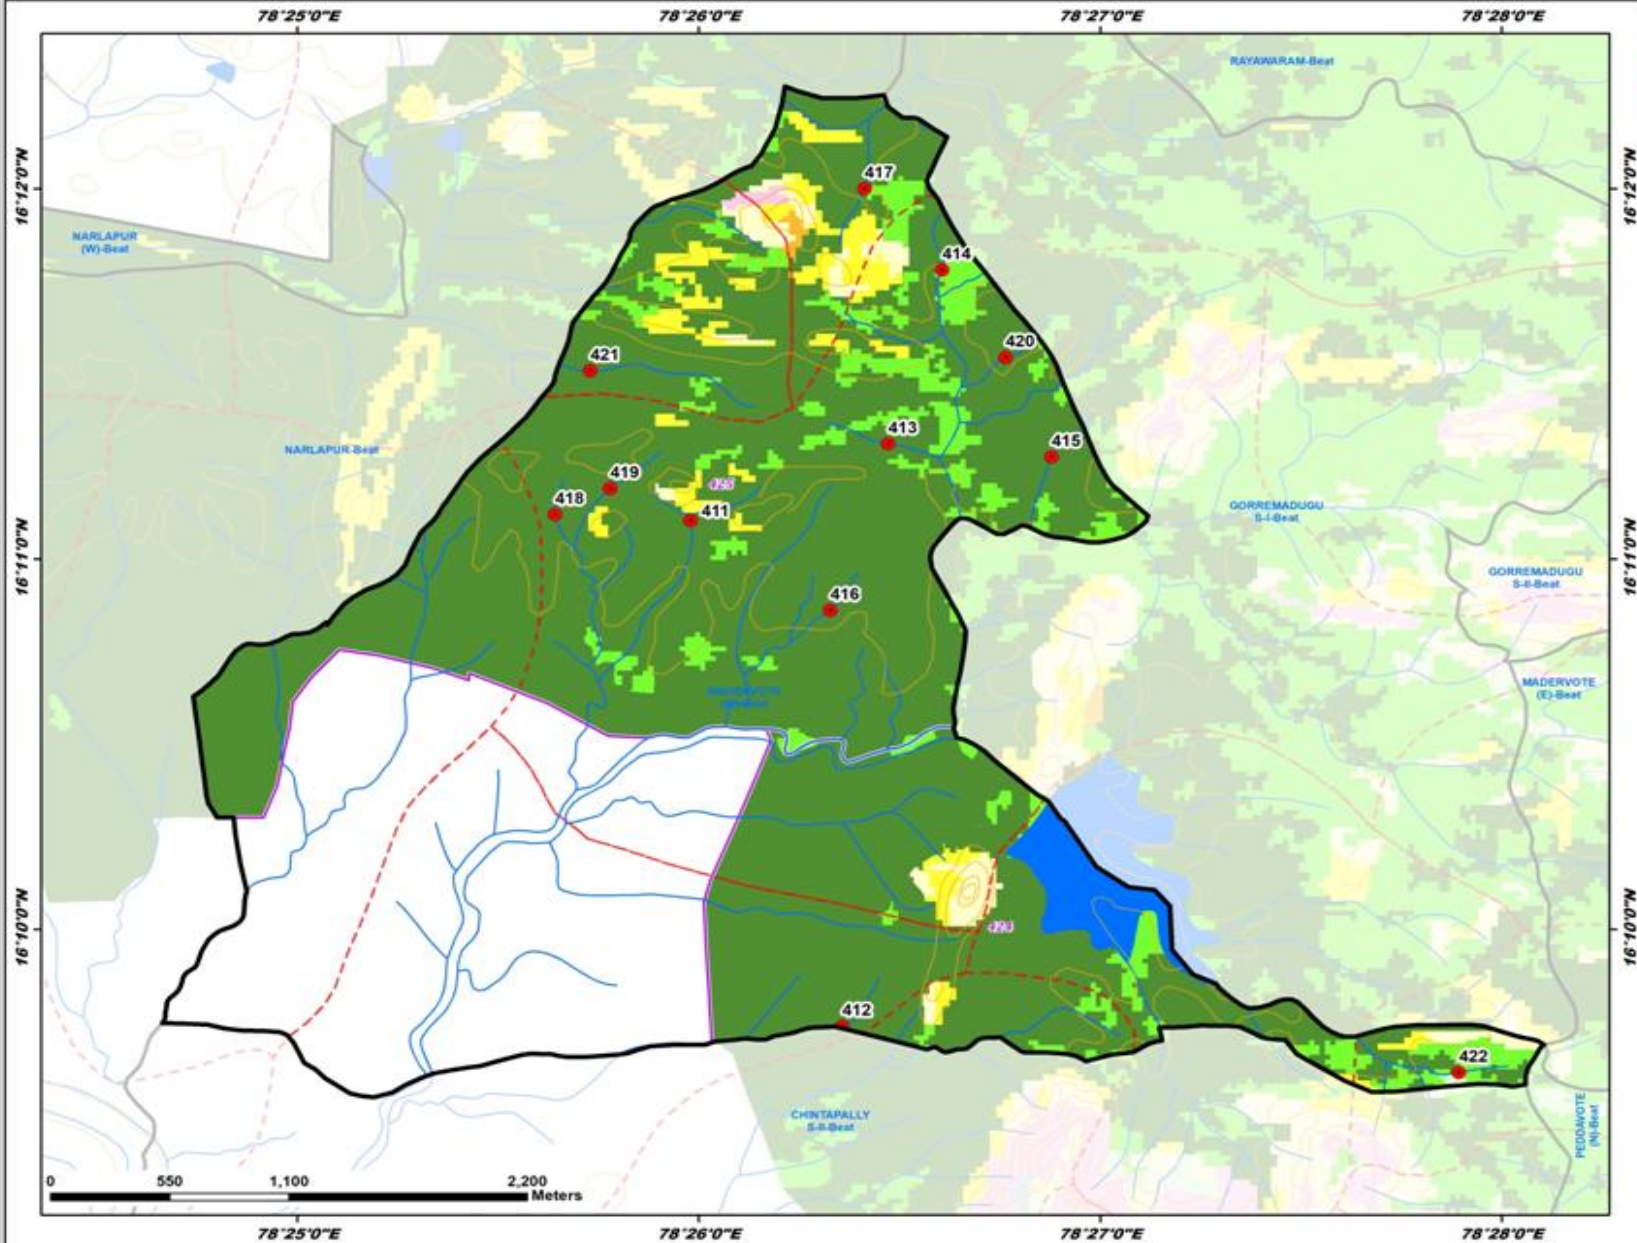 78°25'0"E 78°26'0"E 78°27'0"E 78°28'0"E
RAYAWARAM-Beat
16°12'0"N
417
16°12'0"N
NARLAPUR
(W)-Beat
414
420
421
413
415
NARLAPUR-Beat
419
418
425
411
GORREMADUGU
S-I-Beat
16°11'0"N
16°11'0"N
GORREMADUGU
S-II-Beat
416
MADERVOTE
(E)-Beat
424
16°10'0"N
16°10'0"N
412
422
CHINTAPALLY
S-II-Beat
PEDDAVOTE
(N)-Beat
0 550 1,100 2,200
Meters
78°25'0"E 78°26'0"E 78°27'0"E 78°28'0"E